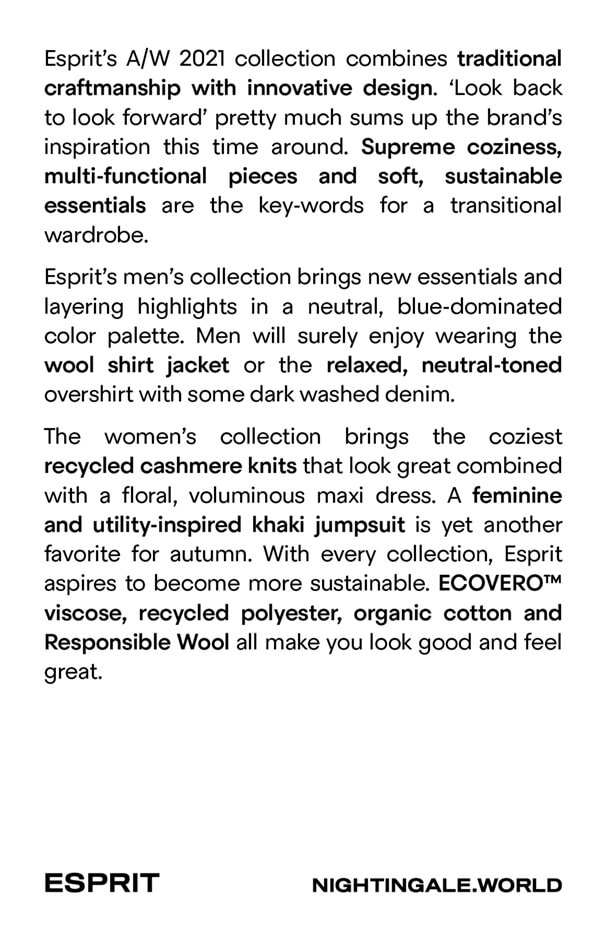 Esprit’s A/W 2021 collection combines traditional
craftmanship with innovative design. ‘Look back
to look forward’ pretty much sums up the brand’s
inspiration this time around. Supreme coziness,
multi-functional pieces and soft, sustainable
essentials are the key-words for a transitional
wardrobe.
Esprit’s men’s collection brings new essentials and
layering highlights in a neutral, blue-dominated
color palette. Men will surely enjoy wearing the
wool shirt jacket or the relaxed, neutral-toned
overshirt with some dark washed denim.
The women’s collection brings the coziest
recycled cashmere knits that look great combined
with a floral, voluminous maxi dress. A feminine
and utility-inspired khaki jumpsuit is yet another
favorite for autumn. With every collection, Esprit
aspires to become more sustainable. ECOVERO™
viscose, recycled polyester, organic cotton and
Responsible Wool all make you look good and feel
great.
ESPRIT
NIGHTINGALE.WORLD